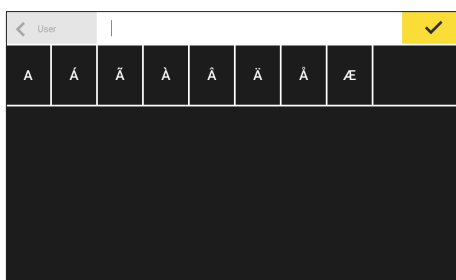 User
A Á Ã À Â Ä Å Æ